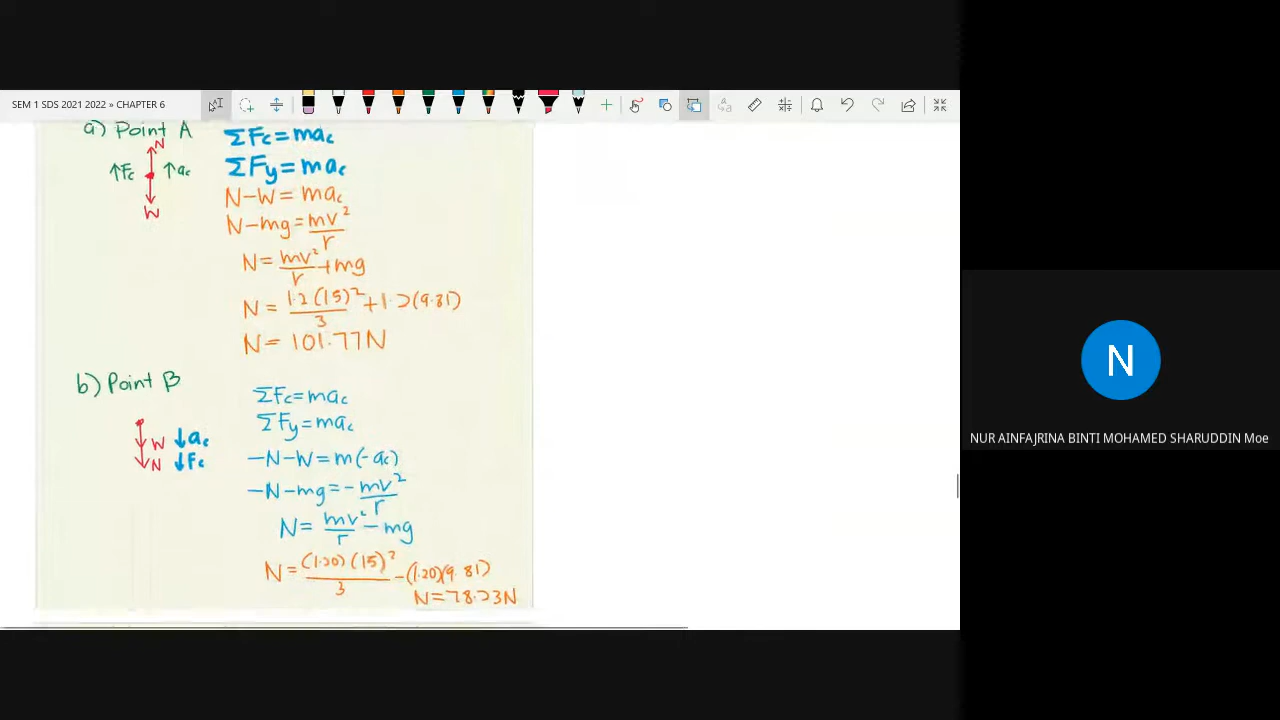 SEM 1 SDS 2021 2022 » CHAPTER 6
a) Point A
ΣFc = mac
ΣFy = mac
N
↑Fc ↑ac
W
N-W = mac
N-mg = mv²/r
N = mv²/r + mg
N = 1.2(15)²/3 + 1.2(9.81)
N = 101.77N
b) Point B
ΣFc = mac
ΣFy = mac
W ↓ac
N ↓Fc
-N-W = m(-ac)
-N-mg = -mv²/r
N = mv²/r - mg
N = (1.20)(15)²/3 - (1.20)(9.81)
N = 78.23N
N
NUR AINFAJRINA BINTI MOHAMED SHARUDDIN Moe